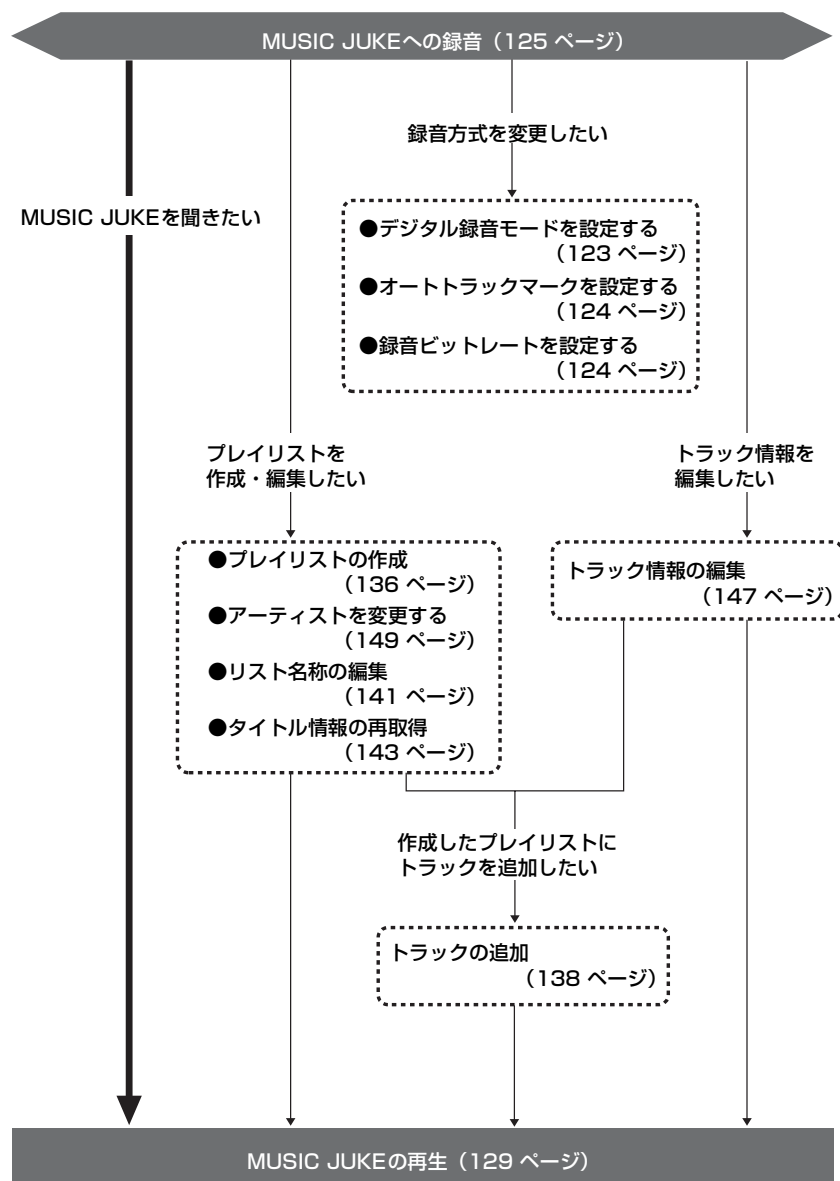 MUSIC JUKEへの録音（125 ページ）
録音方式を変更したい
MUSIC JUKEを聞きたい
●デジタル録音モードを設定する
（123 ページ）
●オートトラックマークを設定する
（124 ページ）
●録音ビットレートを設定する
（124 ページ）
プレイリストを
作成・編集したい
トラック情報を
編集したい
●プレイリストの作成
（136 ページ）
●アーティストを変更する
（149 ページ）
●リスト名称の編集
（141 ページ）
●タイトル情報の再取得
（143 ページ）
トラック情報の編集
（147 ページ）
作成したプレイリストに
トラックを追加したい
トラックの追加
（138 ページ）
MUSIC JUKEの再生（129 ページ）